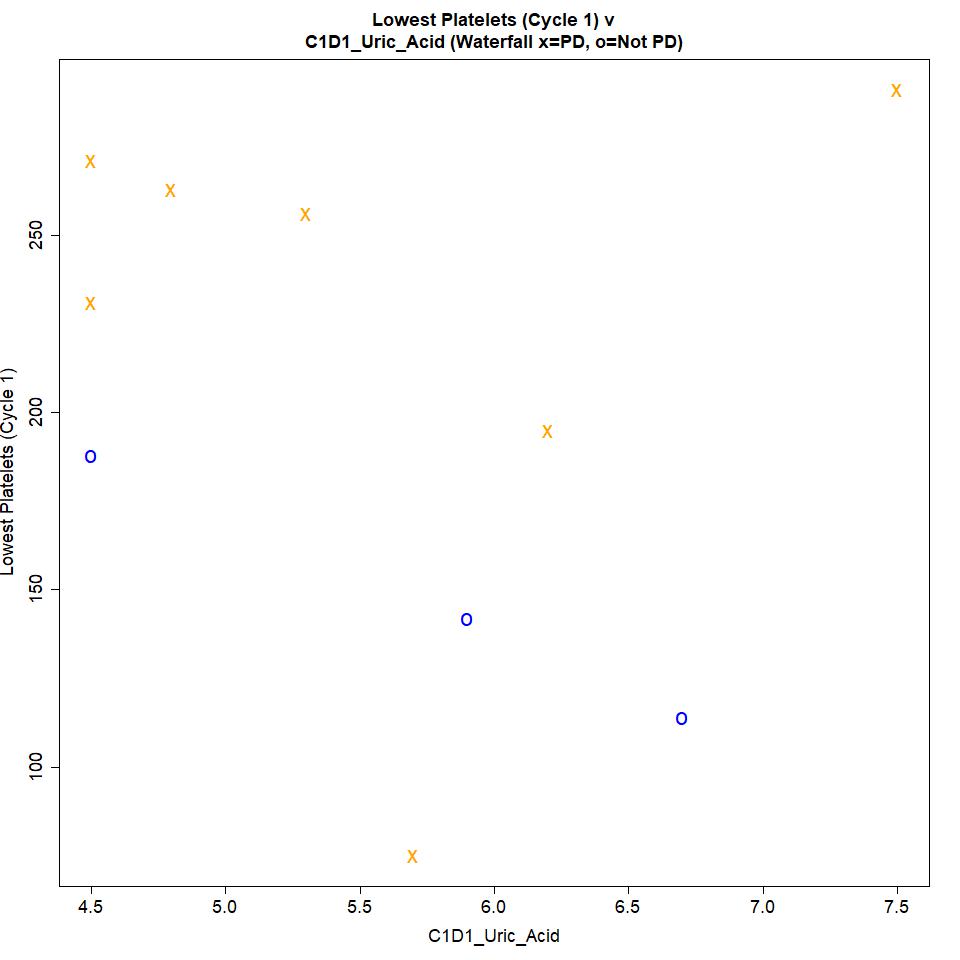 Lowest Platelets (Cycle 1) v
C1D1_Uric_Acid (Waterfall x=PD, o=Not PD)
Lowest Platelets (Cycle 1)
250
200
150
100
X
X
X
X
X
X
X
O
O
O
4.5 5.0 5.5 6.0 6.5 7.0 7.5
C1D1_Uric_Acid